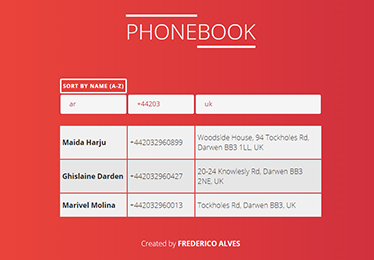 PHONEBOOK
SORT BY NAME (A-Z)
ar +44203 uk
Maida Harju +442032960899 Woodside House, 94 Tockholes Rd,
Darwen BB3 1LL, UK
Ghislaine Darden +442032960427 20-24 Knowlesly Rd, Darwen BB3
2NE, UK
Marivel Molina +442032960013 Tockholes Rd, Darwen BB3, UK
Created by FREDERICO ALVES